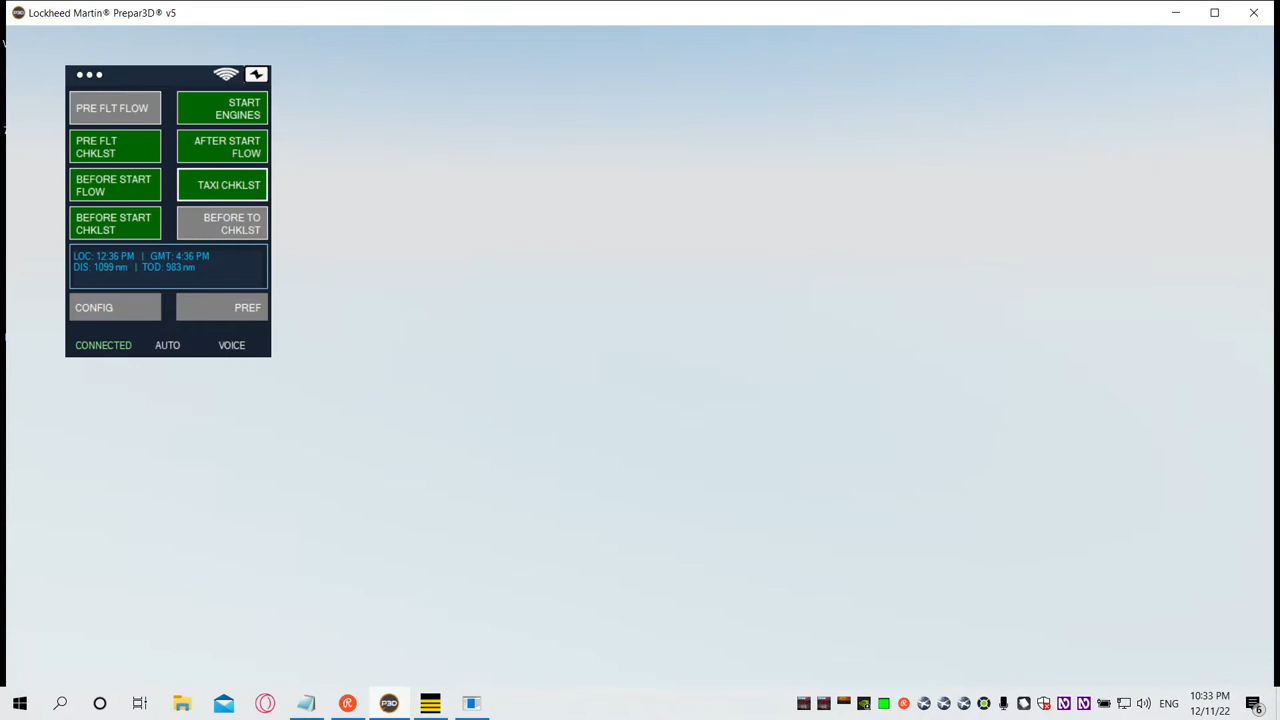 Lockheed Martin® Prepar3D® v5
PRE FLT FLOW
START
ENGINES
PRE FLT
CHKLST
AFTER START
FLOW
BEFORE START
FLOW
TAXI CHKLST
BEFORE START
CHKLST
BEFORE TO
CHKLST
LOC: 12:36 PM | GMT: 4:36 PM
DIS: 1099 nm | TOD: 983 nm
CONFIG
PREF
CONNECTED AUTO VOICE
P3D
ENG
10:33 PM
12/11/22
6